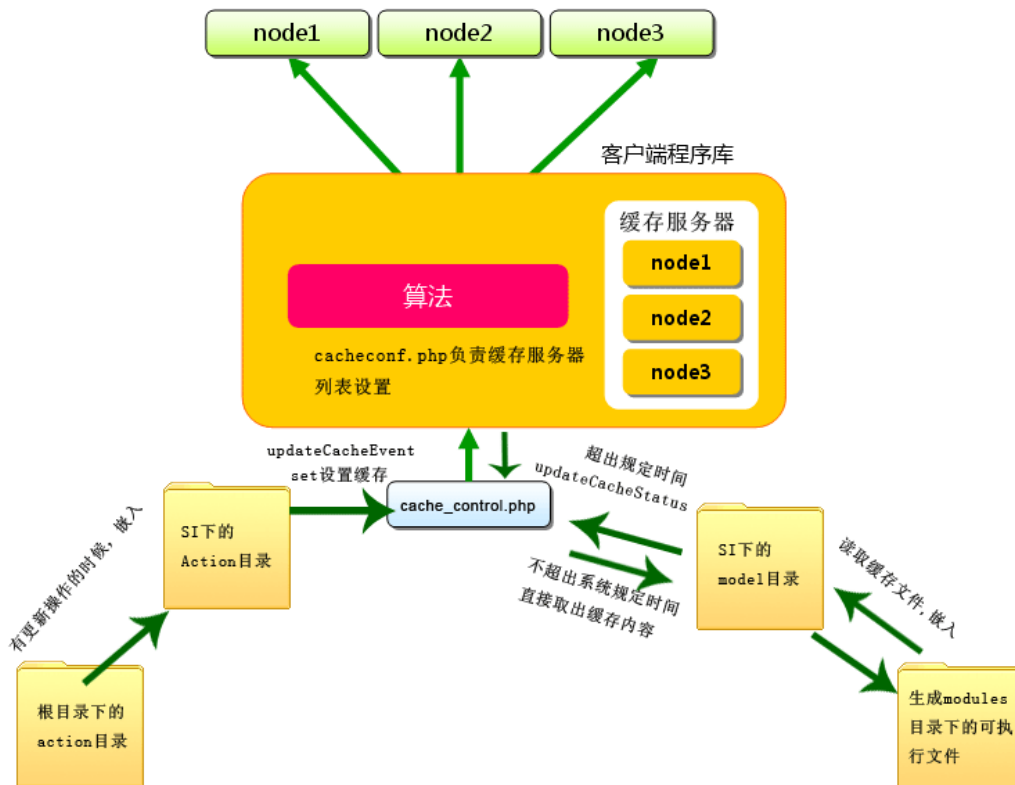 node1
node2
node3
客户端程序库
缓存服务器
node1
node2
node3
算法
cacheconf.php负责缓存服务器
列表设置
updateCacheEvent
set设置缓存
cache_control.php
超出规定时间
updateCacheStatus
不超出系统规定时间
直接取出缓存内容
有更新操作的时候，嵌入
SI下的
Action目录
SI下的
model目录
读取缓存文件,嵌入
根目录下的
action目录
生成modules
目录下的可执
行文件